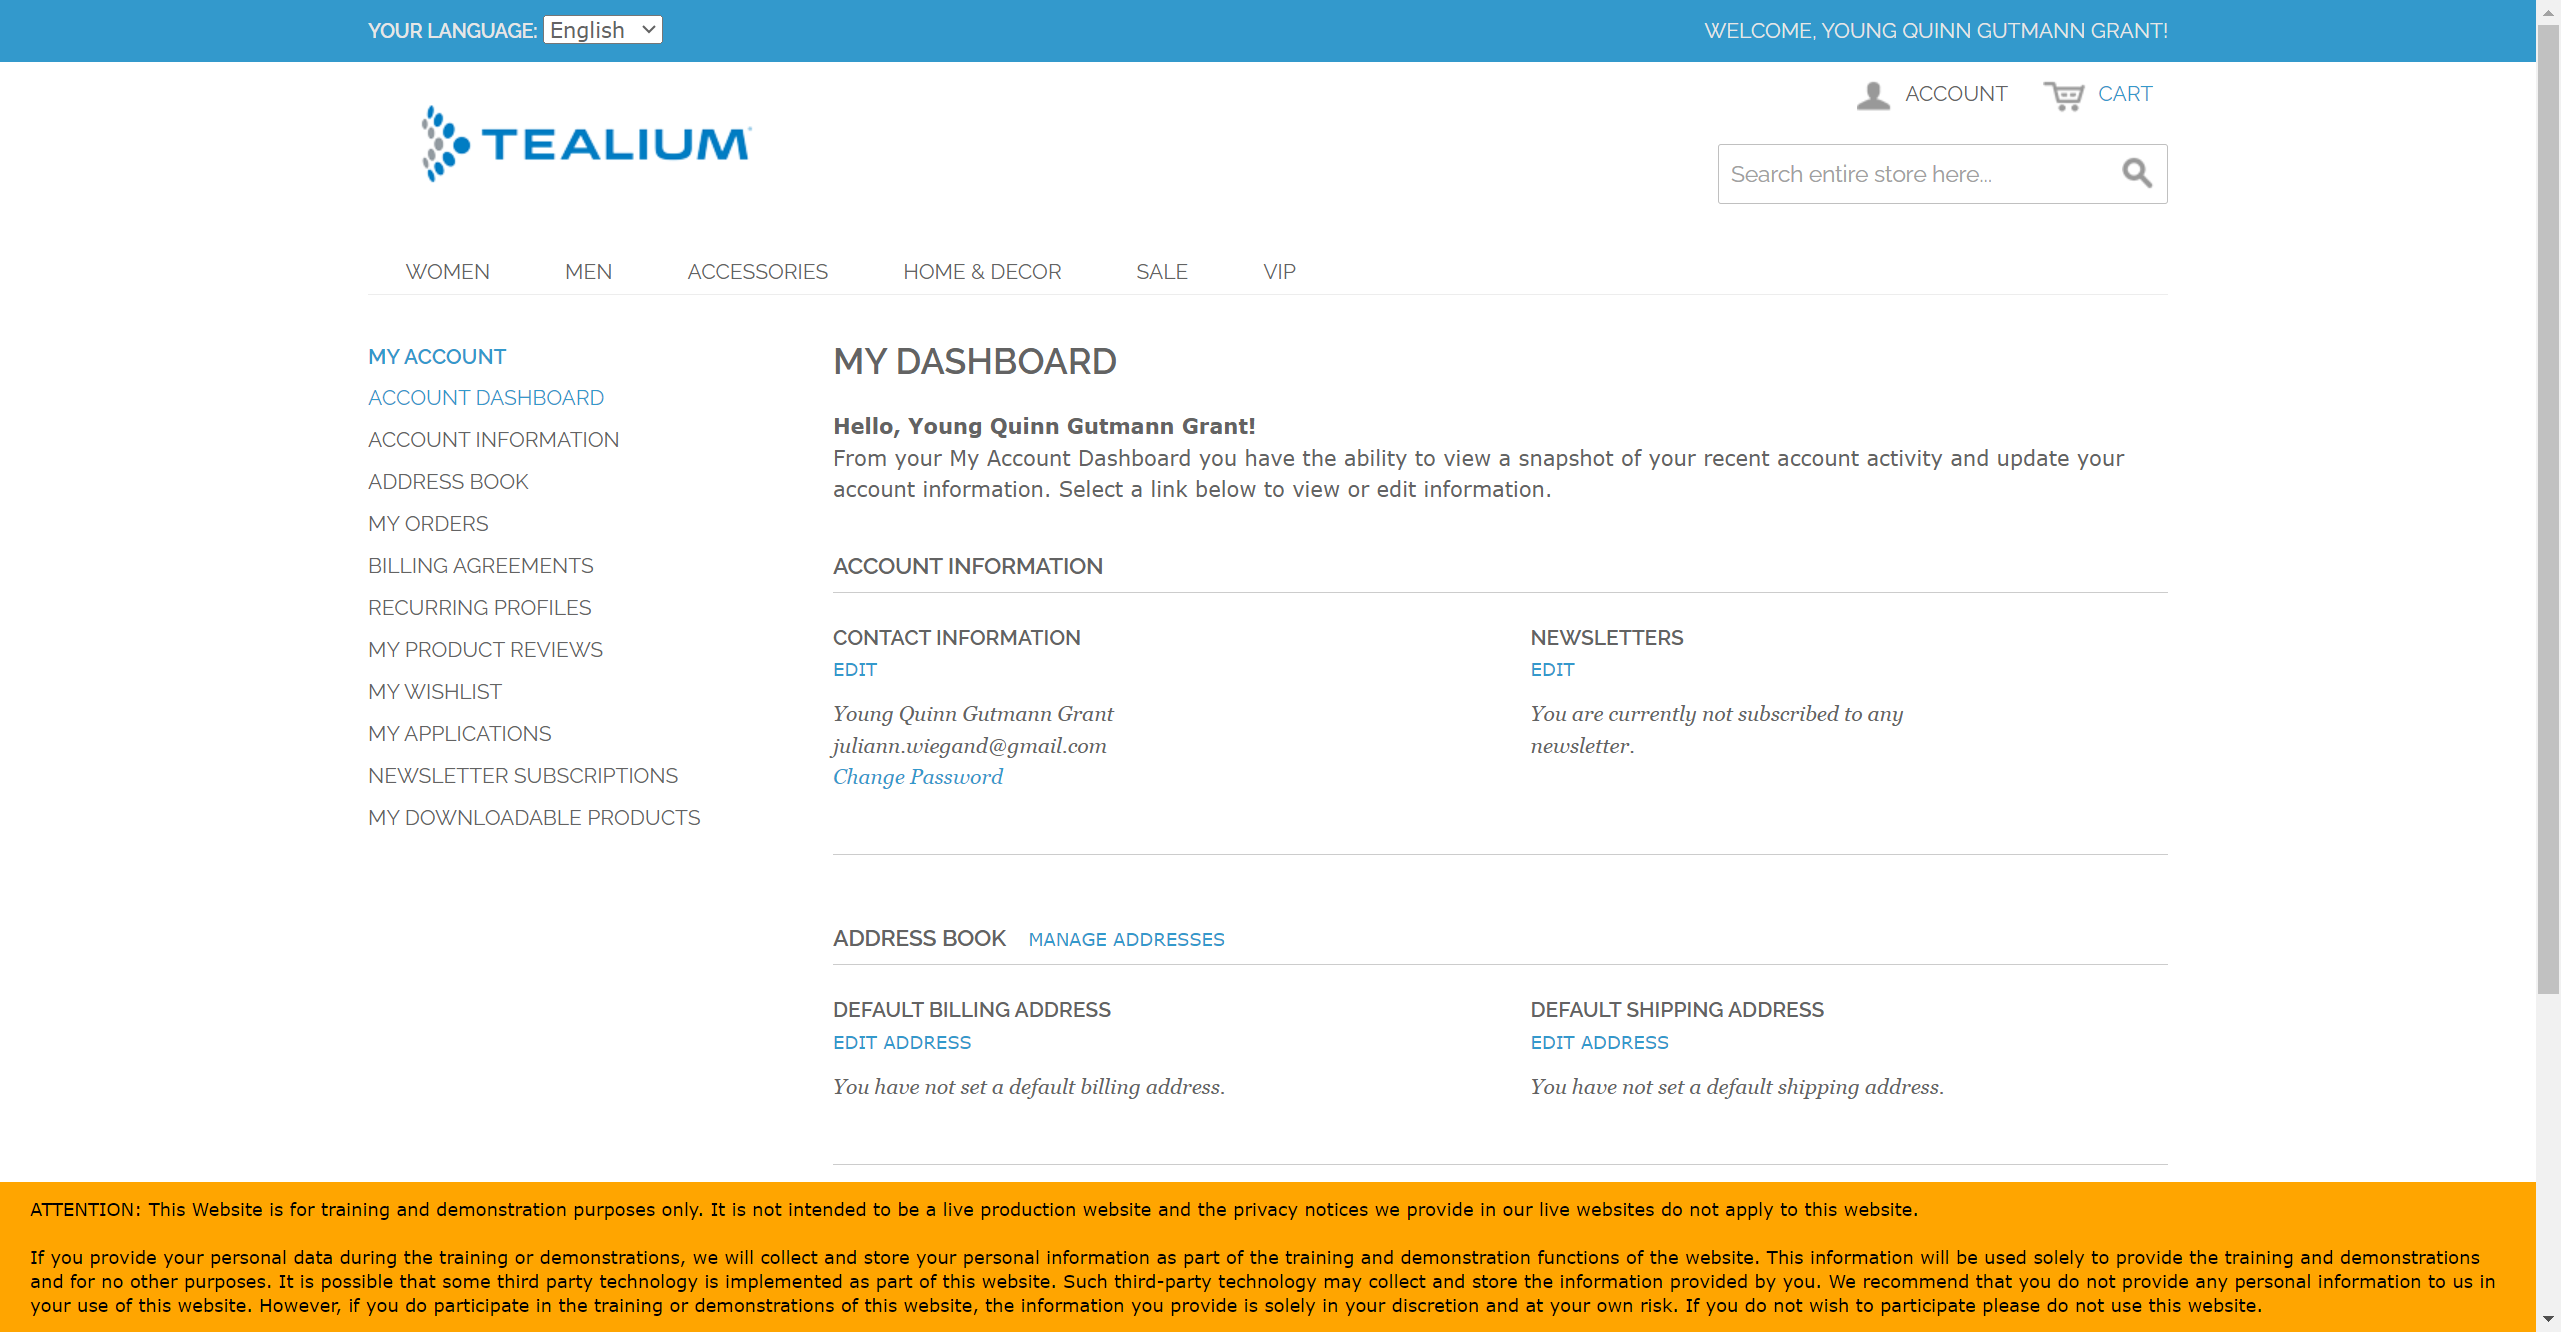 YOUR LANGUAGE: English
WELCOME, YOUNG QUINN GUTMANN GRANT!
ACCOUNT CART
TEALIUM
Search entire store here...
WOMEN MEN ACCESSORIES HOME & DECOR SALE VIP
MY ACCOUNT
ACCOUNT DASHBOARD
ACCOUNT INFORMATION
ADDRESS BOOK
MY ORDERS
BILLING AGREEMENTS
RECURRING PROFILES
MY PRODUCT REVIEWS
MY WISHLIST
MY APPLICATIONS
NEWSLETTER SUBSCRIPTIONS
MY DOWNLOADABLE PRODUCTS
MY DASHBOARD
Hello, Young Quinn Gutmann Grant!
From your My Account Dashboard you have the ability to view a snapshot of your recent account activity and update your
account information. Select a link below to view or edit information.
ACCOUNT INFORMATION
CONTACT INFORMATION
EDIT
Young Quinn Gutmann Grant
juliann.wiegand@gmail.com
Change Password
NEWSLETTERS
EDIT
You are currently not subscribed to any
newsletter.
ADDRESS BOOK MANAGE ADDRESSES
DEFAULT BILLING ADDRESS
EDIT ADDRESS
You have not set a default billing address.
DEFAULT SHIPPING ADDRESS
EDIT ADDRESS
You have not set a default shipping address.
ATTENTION: This Website is for training and demonstration purposes only. It is not intended to be a live production website and the privacy notices we provide in our live websites do not apply to this website.
If you provide your personal data during the training or demonstrations, we will collect and store your personal information as part of the training and demonstration functions of the website. This information will be used solely to provide the training and demonstrations
and for no other purposes. It is possible that some third party technology is implemented as part of this website. Such third-party technology may collect and store the information provided by you. We recommend that you do not provide any personal information to us in
your use of this website. However, if you do participate in the training or demonstrations of this website, the information you provide is solely in your discretion and at your own risk. If you do not wish to participate please do not use this website.